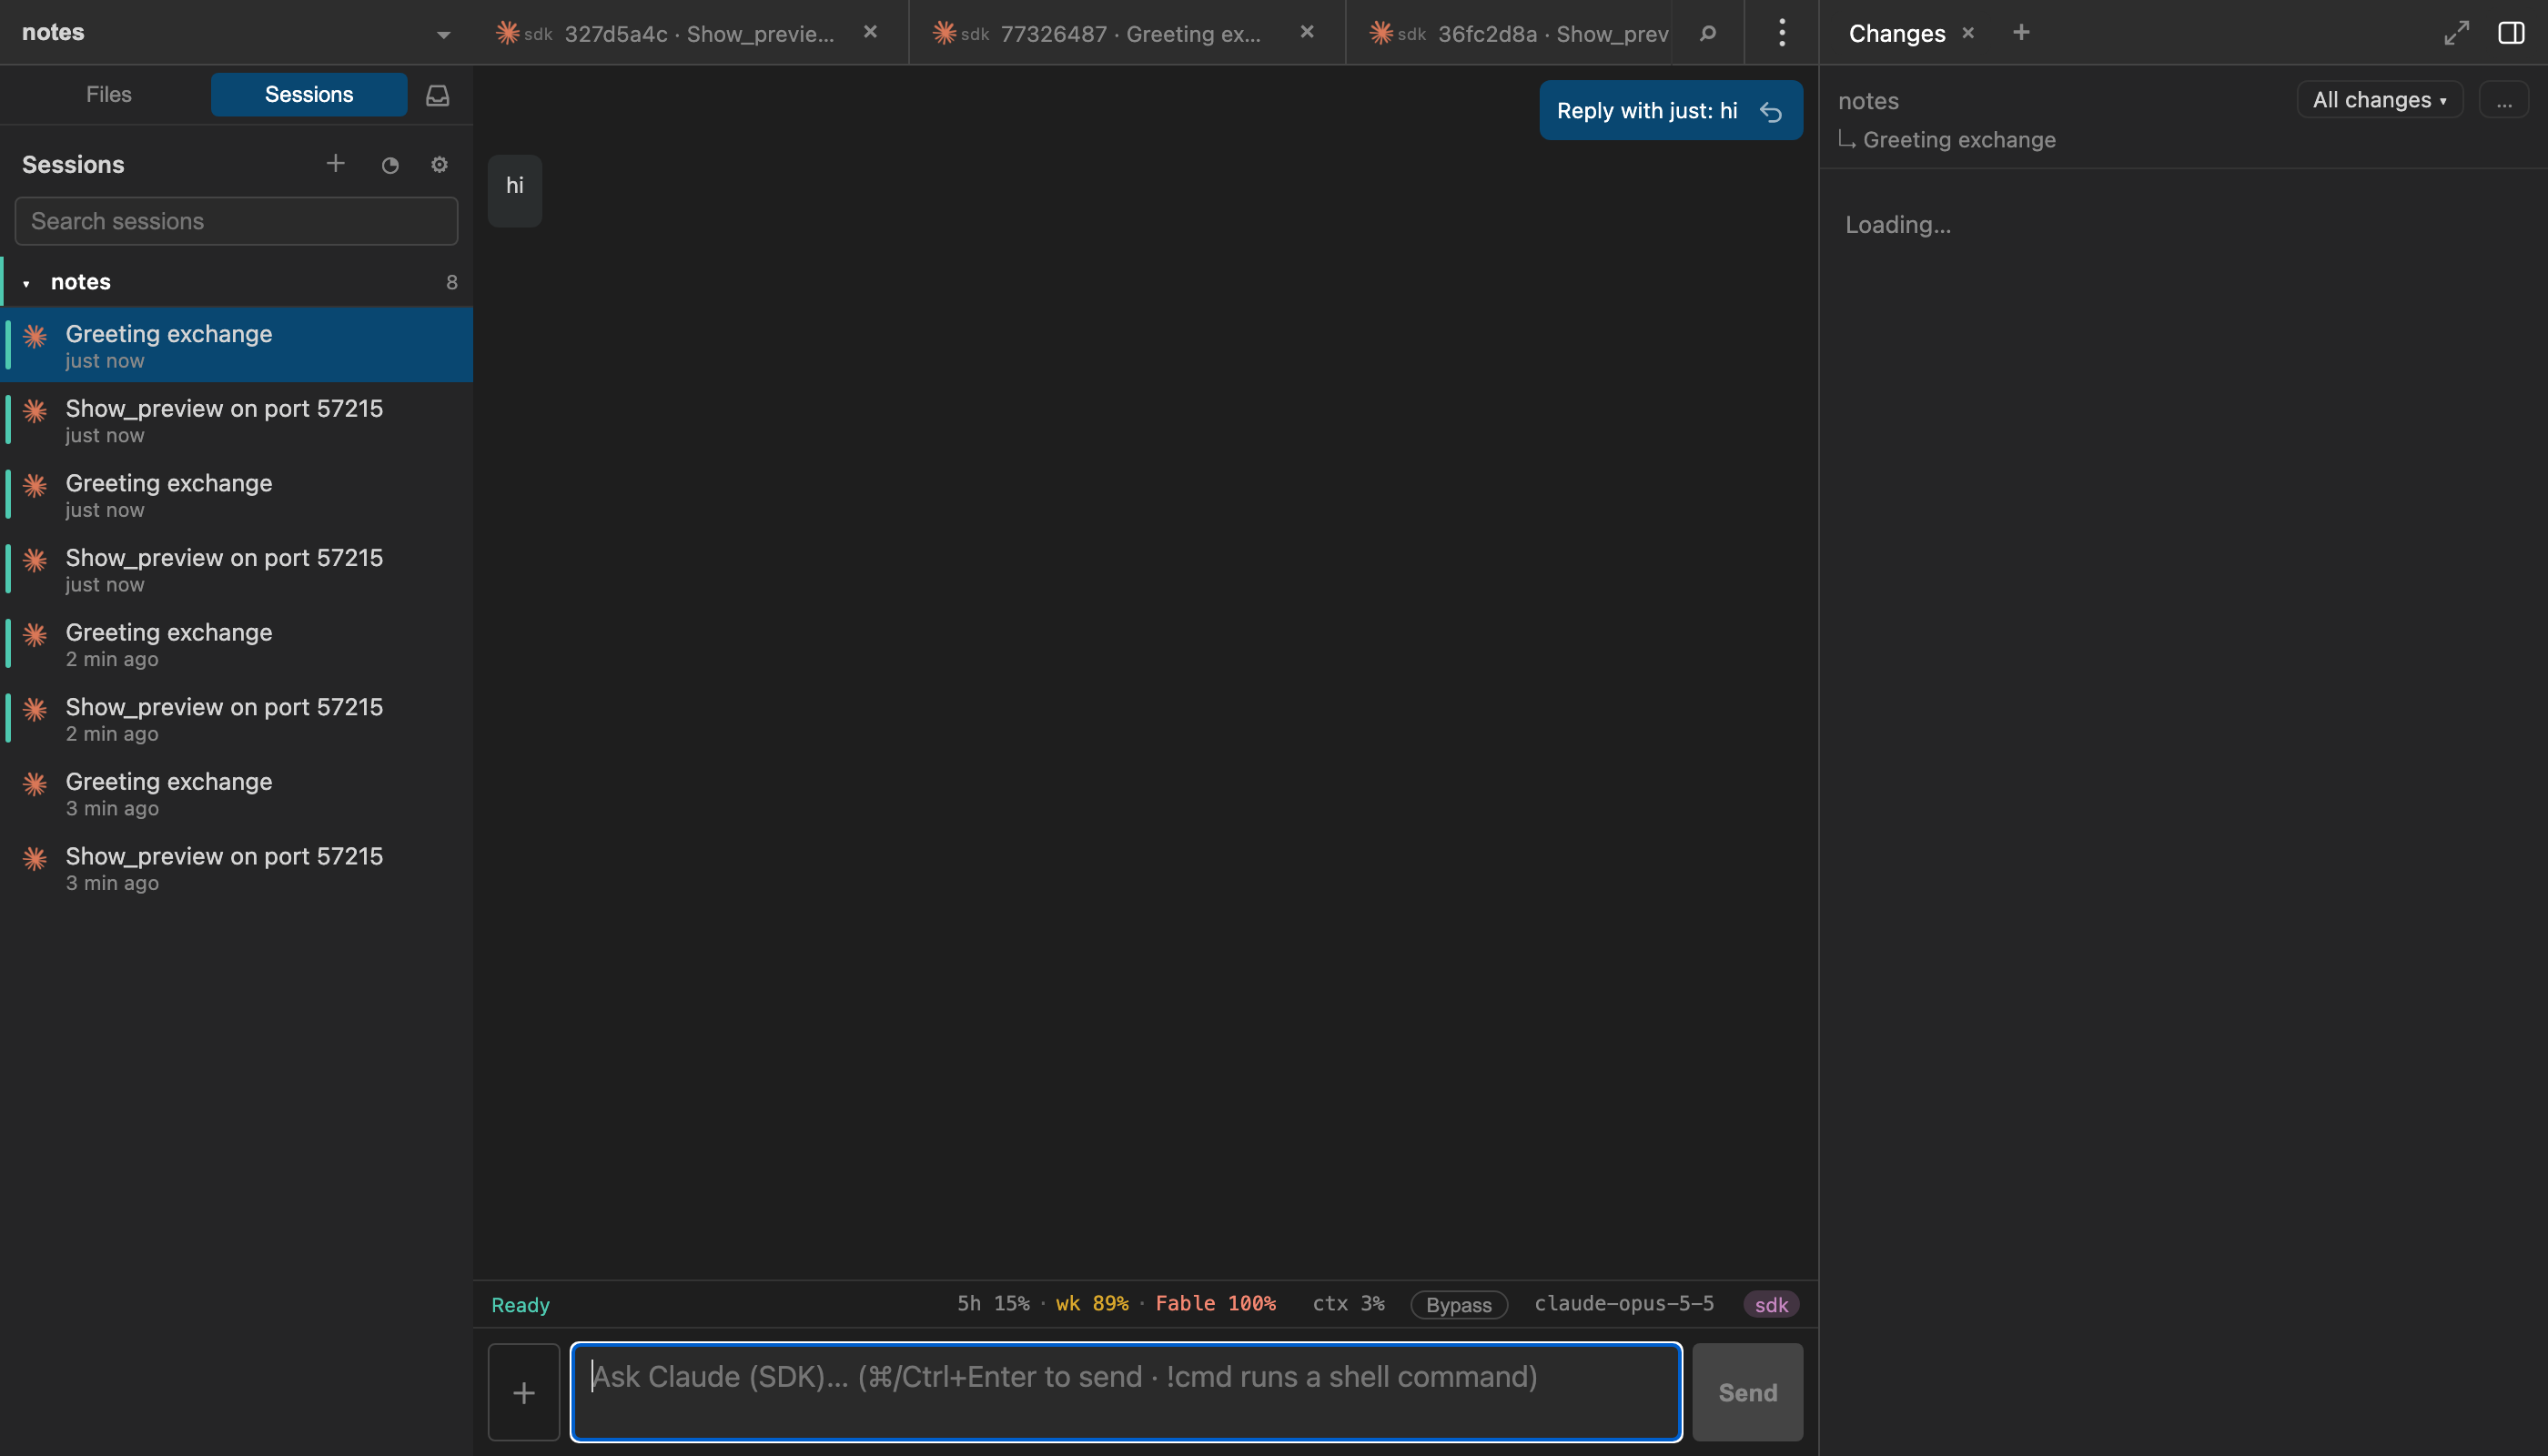 notes
sdk 327d5a4c · Show_previe... ×
sdk 77326487 · Greeting ex... ×
sdk 36fc2d8a · Show_prev
Changes × +
Files
Sessions
Reply with just: hi
hi
notes
All changes ▾
...
Greeting exchange
Loading...
Sessions
Search sessions
notes 8
Greeting exchange
just now
Show_preview on port 57215
just now
Greeting exchange
just now
Show_preview on port 57215
just now
Greeting exchange
2 min ago
Show_preview on port 57215
2 min ago
Greeting exchange
3 min ago
Show_preview on port 57215
3 min ago
Ready
5h 15% · wk 89% · Fable 100% ctx 3% Bypass claude-opus-5-5 sdk
Ask Claude (SDK)... (⌘/Ctrl+Enter to send · !cmd runs a shell command)
Send